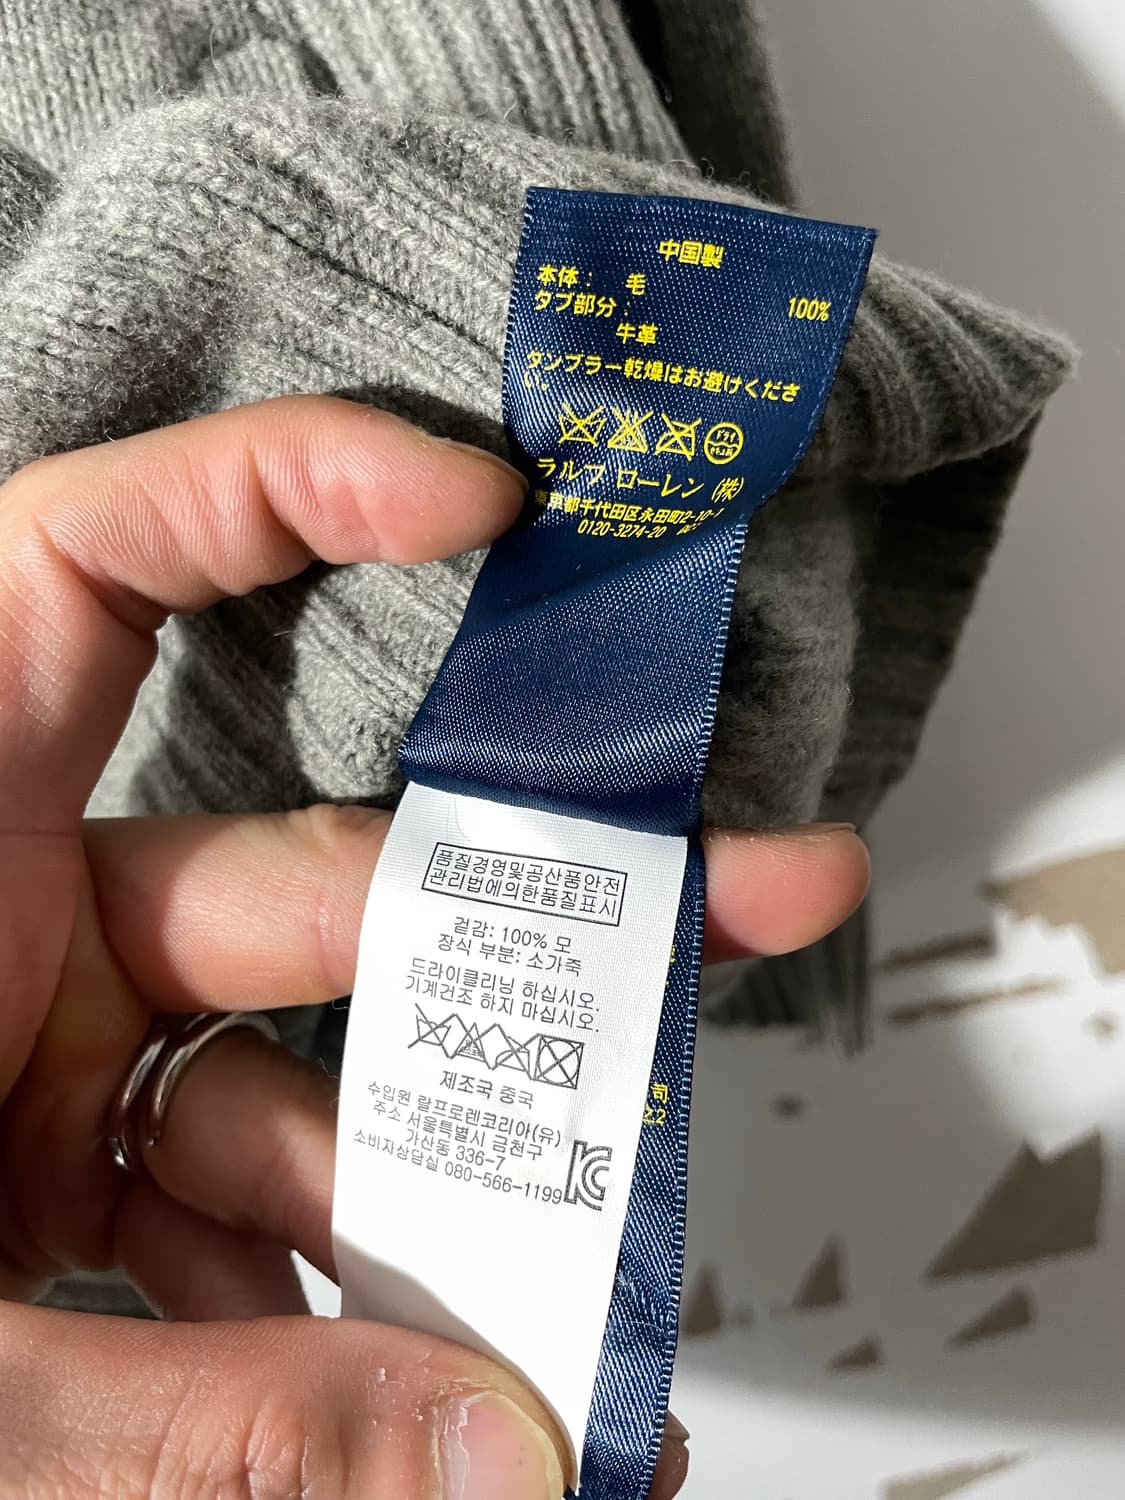 中国製
本体: 毛 100%
タブ部分:
牛革
タンブラー乾燥はお避けくださ
い。
ドライ
ラルフ ローレン (株)
東京都千代田区永田町2-10-1
0120-3274-20
품질경영및공산품안전
관리법에의한품질표시
겉감: 100% 모
장식 부분: 소가죽
드라이클리닝 하십시오.
기계건조 하지 마십시오.
제조국 중국
수입원 랄프로렌코리아(유)
주소 서울특별시 금천구
가산동 336-7
소비자상담실 080-566-1199
司